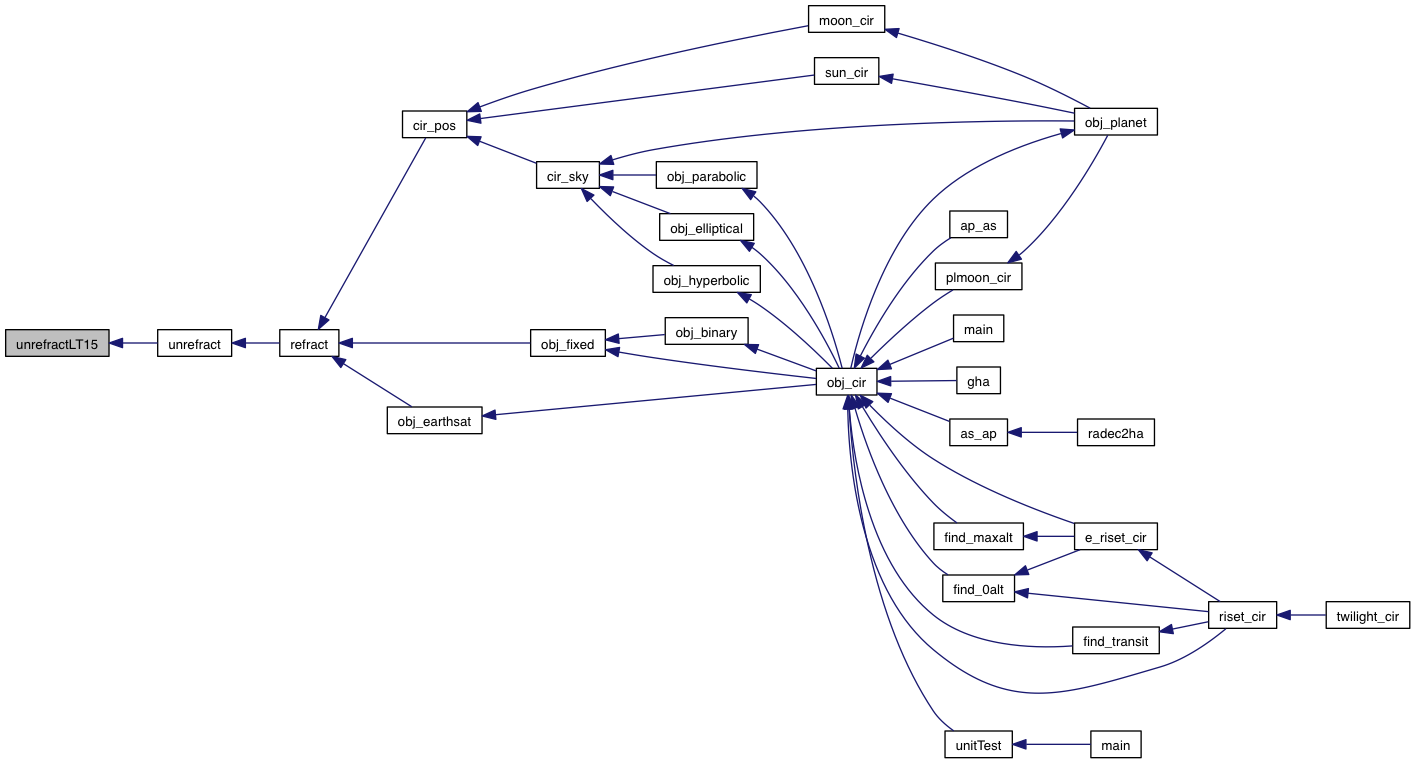 moon_cir
sun_cir
cir_pos
obj_planet
cir_sky
obj_parabolic
obj_elliptical
ap_as
obj_hyperbolic
plmoon_cir
obj_binary
main
unrefractLT15
unrefract
refract
obj_fixed
obj_cir
gha
obj_earthsat
as_ap
radec2ha
find_maxalt
e_riset_cir
find_0alt
riset_cir
twilight_cir
find_transit
unitTest
main